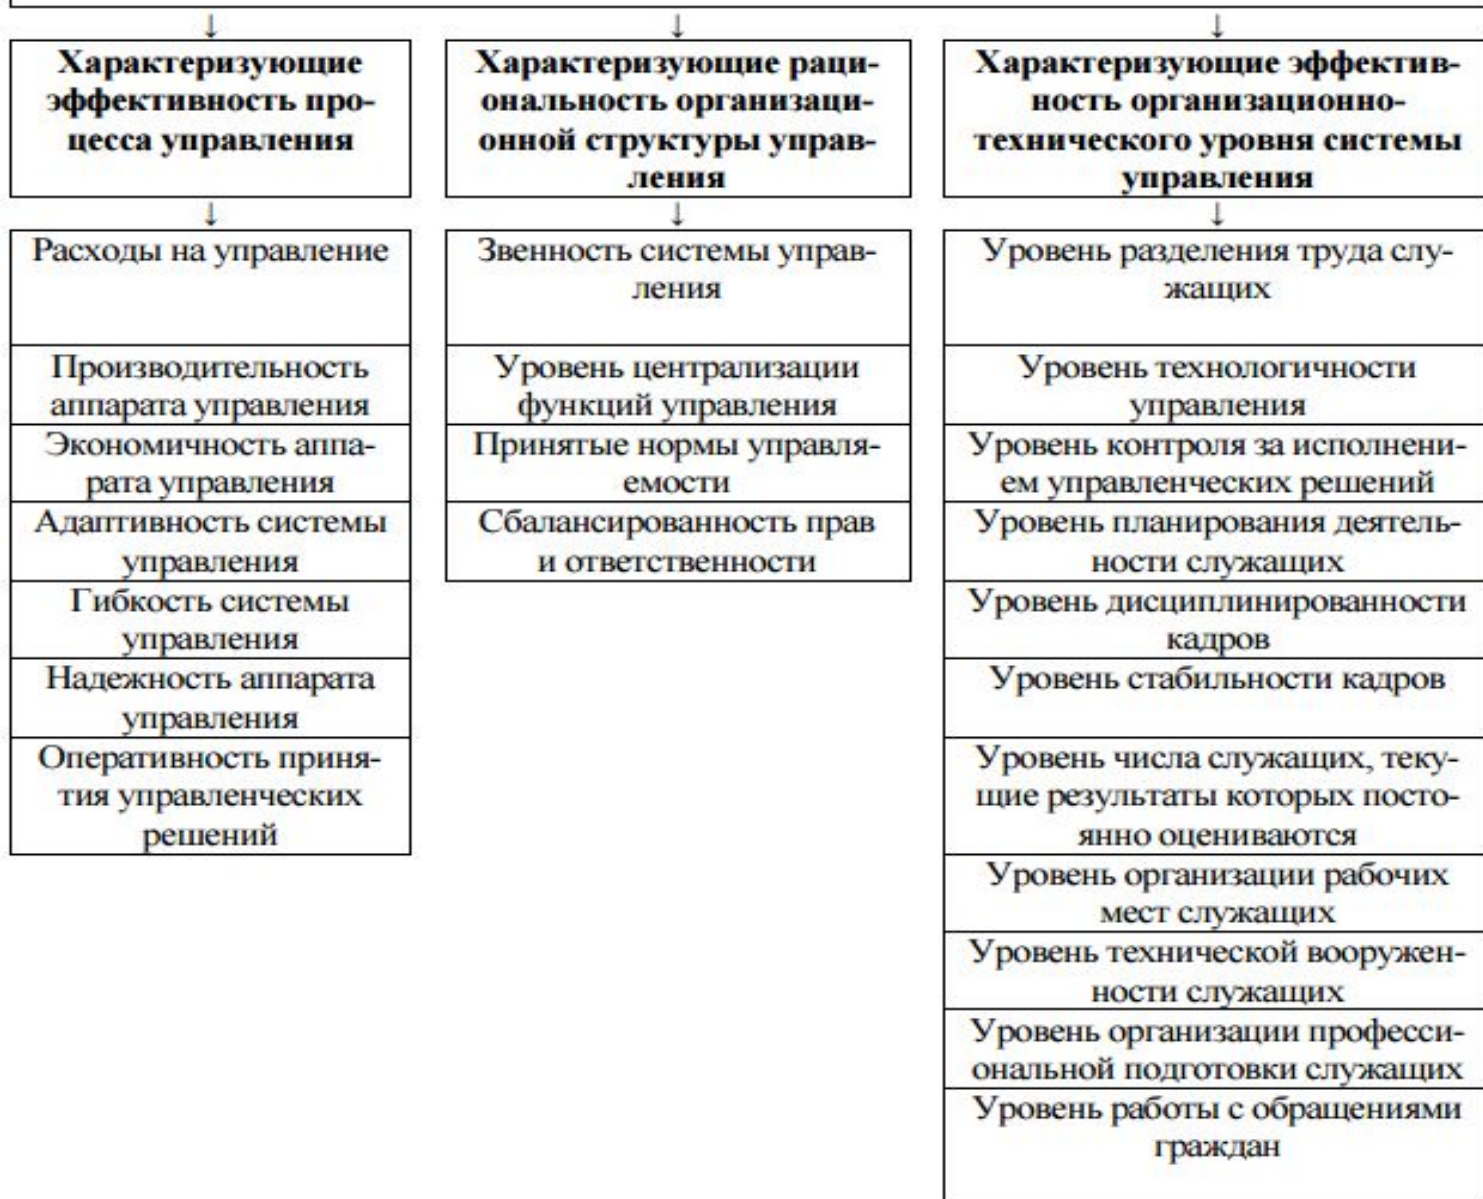 Характеризующие
эффективность про-
цесса управления
Расходы на управление
Производительность
аппарата управления
Экономичность аппа-
рата управления
Адаптивность системы
управления
Гибкость системы
управления
Надежность аппарата
управления
Оперативность приня-
тия управленческих
решений
Характеризующие раци-
ональность организаци-
онной структуры управ-
ления
Звенность системы управ-
ления
Уровень централизации
функций управления
Принятые нормы управля-
емости
Сбалансированность прав
и ответственности
Характеризующие эффектив-
ность организационно-
технического уровня системы
управления
Уровень разделения труда слу-
жащих
Уровень технологичности
управления
Уровень контроля за исполнени-
ем управленческих решений
Уровень планирования деятель-
ности служащих
Уровень дисциплинированности
кадров
Уровень стабильности кадров
Уровень числа служащих, теку-
щие результаты которых посто-
янно оцениваются
Уровень организации рабочих
мест служащих
Уровень технической вооружен-
ности служащих
Уровень организации професси-
ональной подготовки служащих
Уровень работы с обращениями
граждан